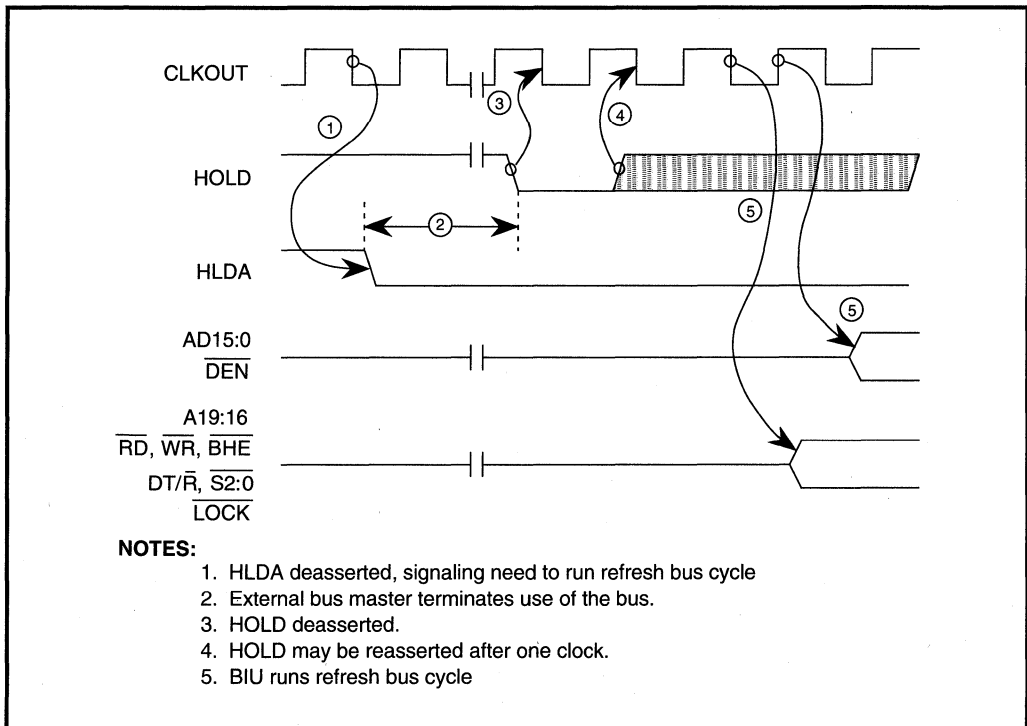 CLKOUT
3
4
1
HOLD
5
2
HLDA
5
AD15:0
DEN
A19:16
RD, WR, BHE
DT/R, S2:0
LOCK
NOTES:
1. HLDA deasserted, signaling need to run refresh bus cycle
2. External bus master terminates use of the bus.
3. HOLD deasserted.
4. HOLD may be reasserted after one clock.
5. BIU runs refresh bus cycle